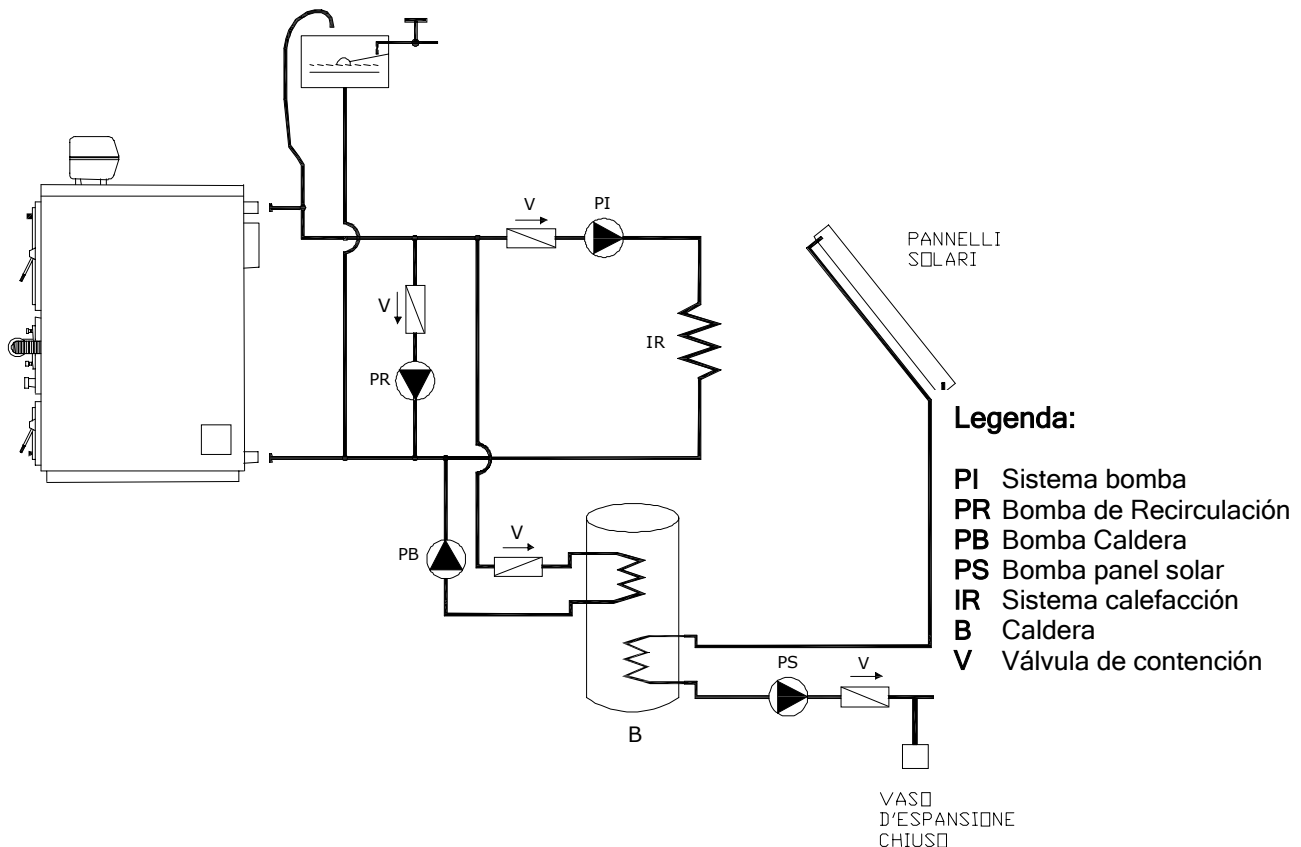 V
PI
PANNELLI
SOLARI
V
IR
PR
Legenda:
PI Sistema bomba
PR Bomba de Recirculación
PB Bomba Caldera
PS Bomba panel solar
IR Sistema calefacción
B Caldera
V Válvula de contención
V
PB
PS
V
B
VASO
D'ESPANSIONE
CHIUSO